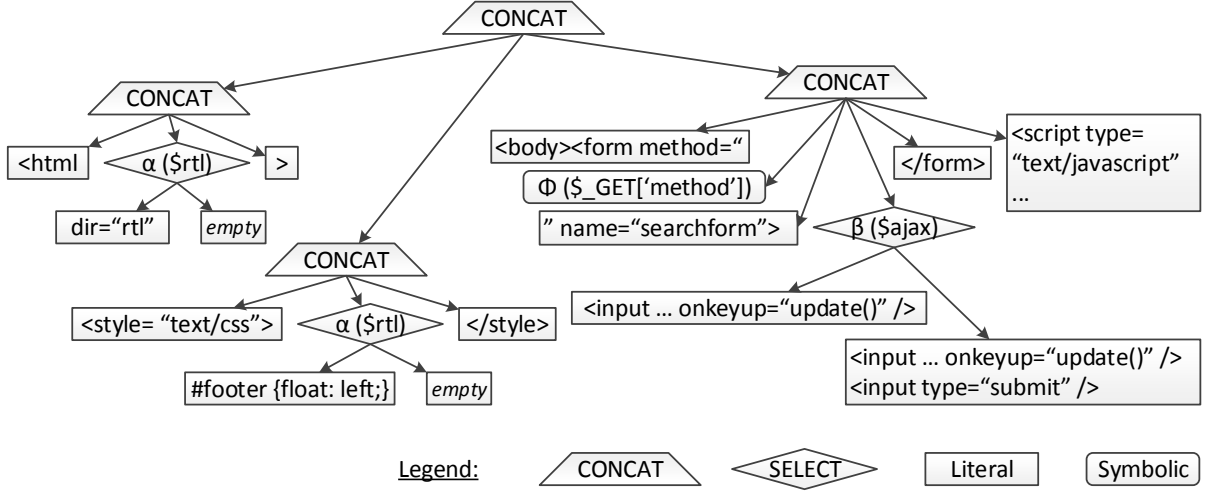 CONCAT
CONCAT
<html
α ($rtl)
>
dir=“rtl”
empty
CONCAT
<style= “text/css”>
α ($rtl)
</style>
#footer {float: left;}
empty
CONCAT
<body><form method=“
Φ ($_GET[‘method’])
” name=“searchform”>
β ($ajax)
</form>
<script type=
“text/javascript”
...
<input ... onkeyup=“update()” />
<input ... onkeyup=“update()” />
<input type=“submit” />
Legend:
CONCAT
SELECT
Literal
Symbolic